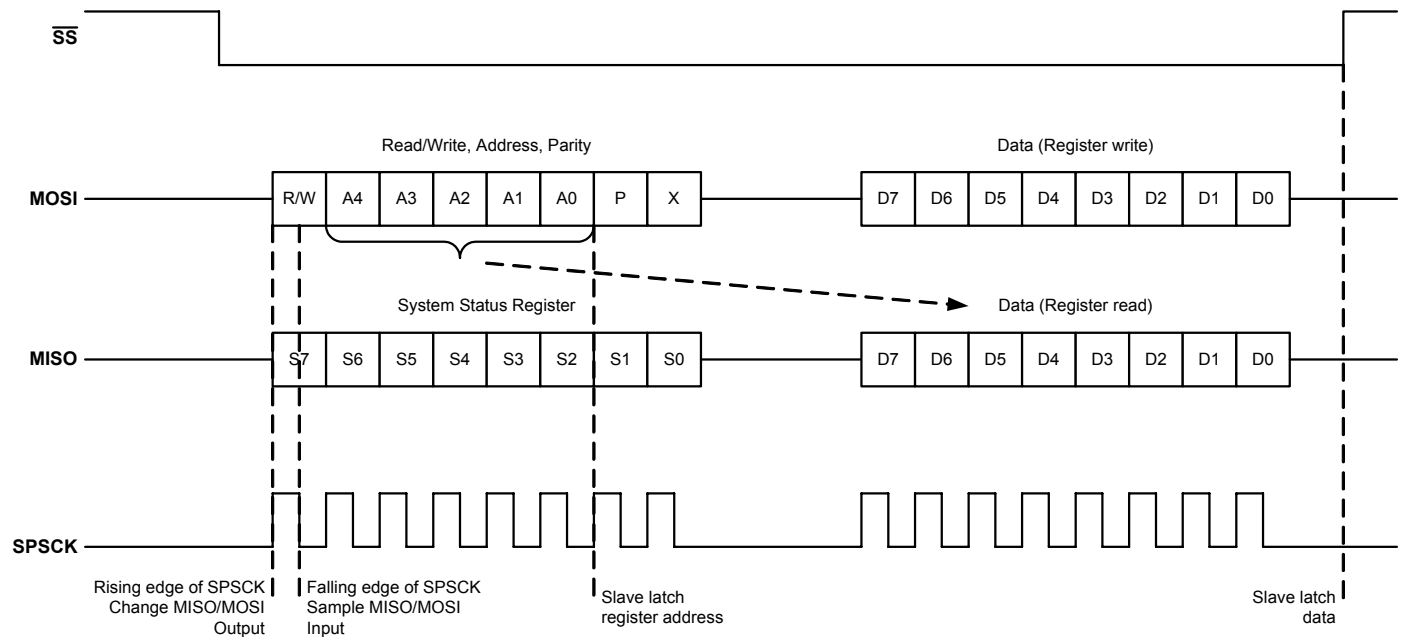 SS
Read/Write, Address, Parity
Data (Register write)
MOSI
R/W A4 A3 A2 A1 A0 P X
D7 D6 D5 D4 D3 D2 D1 D0
System Status Register
Data (Register read)
MISO
S7 S6 S5 S4 S3 S2 S1 S0
D7 D6 D5 D4 D3 D2 D1 D0
SPSCK
Rising edge of SPSCK
Change MISO/MOSI
Output
Falling edge of SPSCK
Sample MISO/MOSI
Input
Slave latch
register address
Slave latch
data